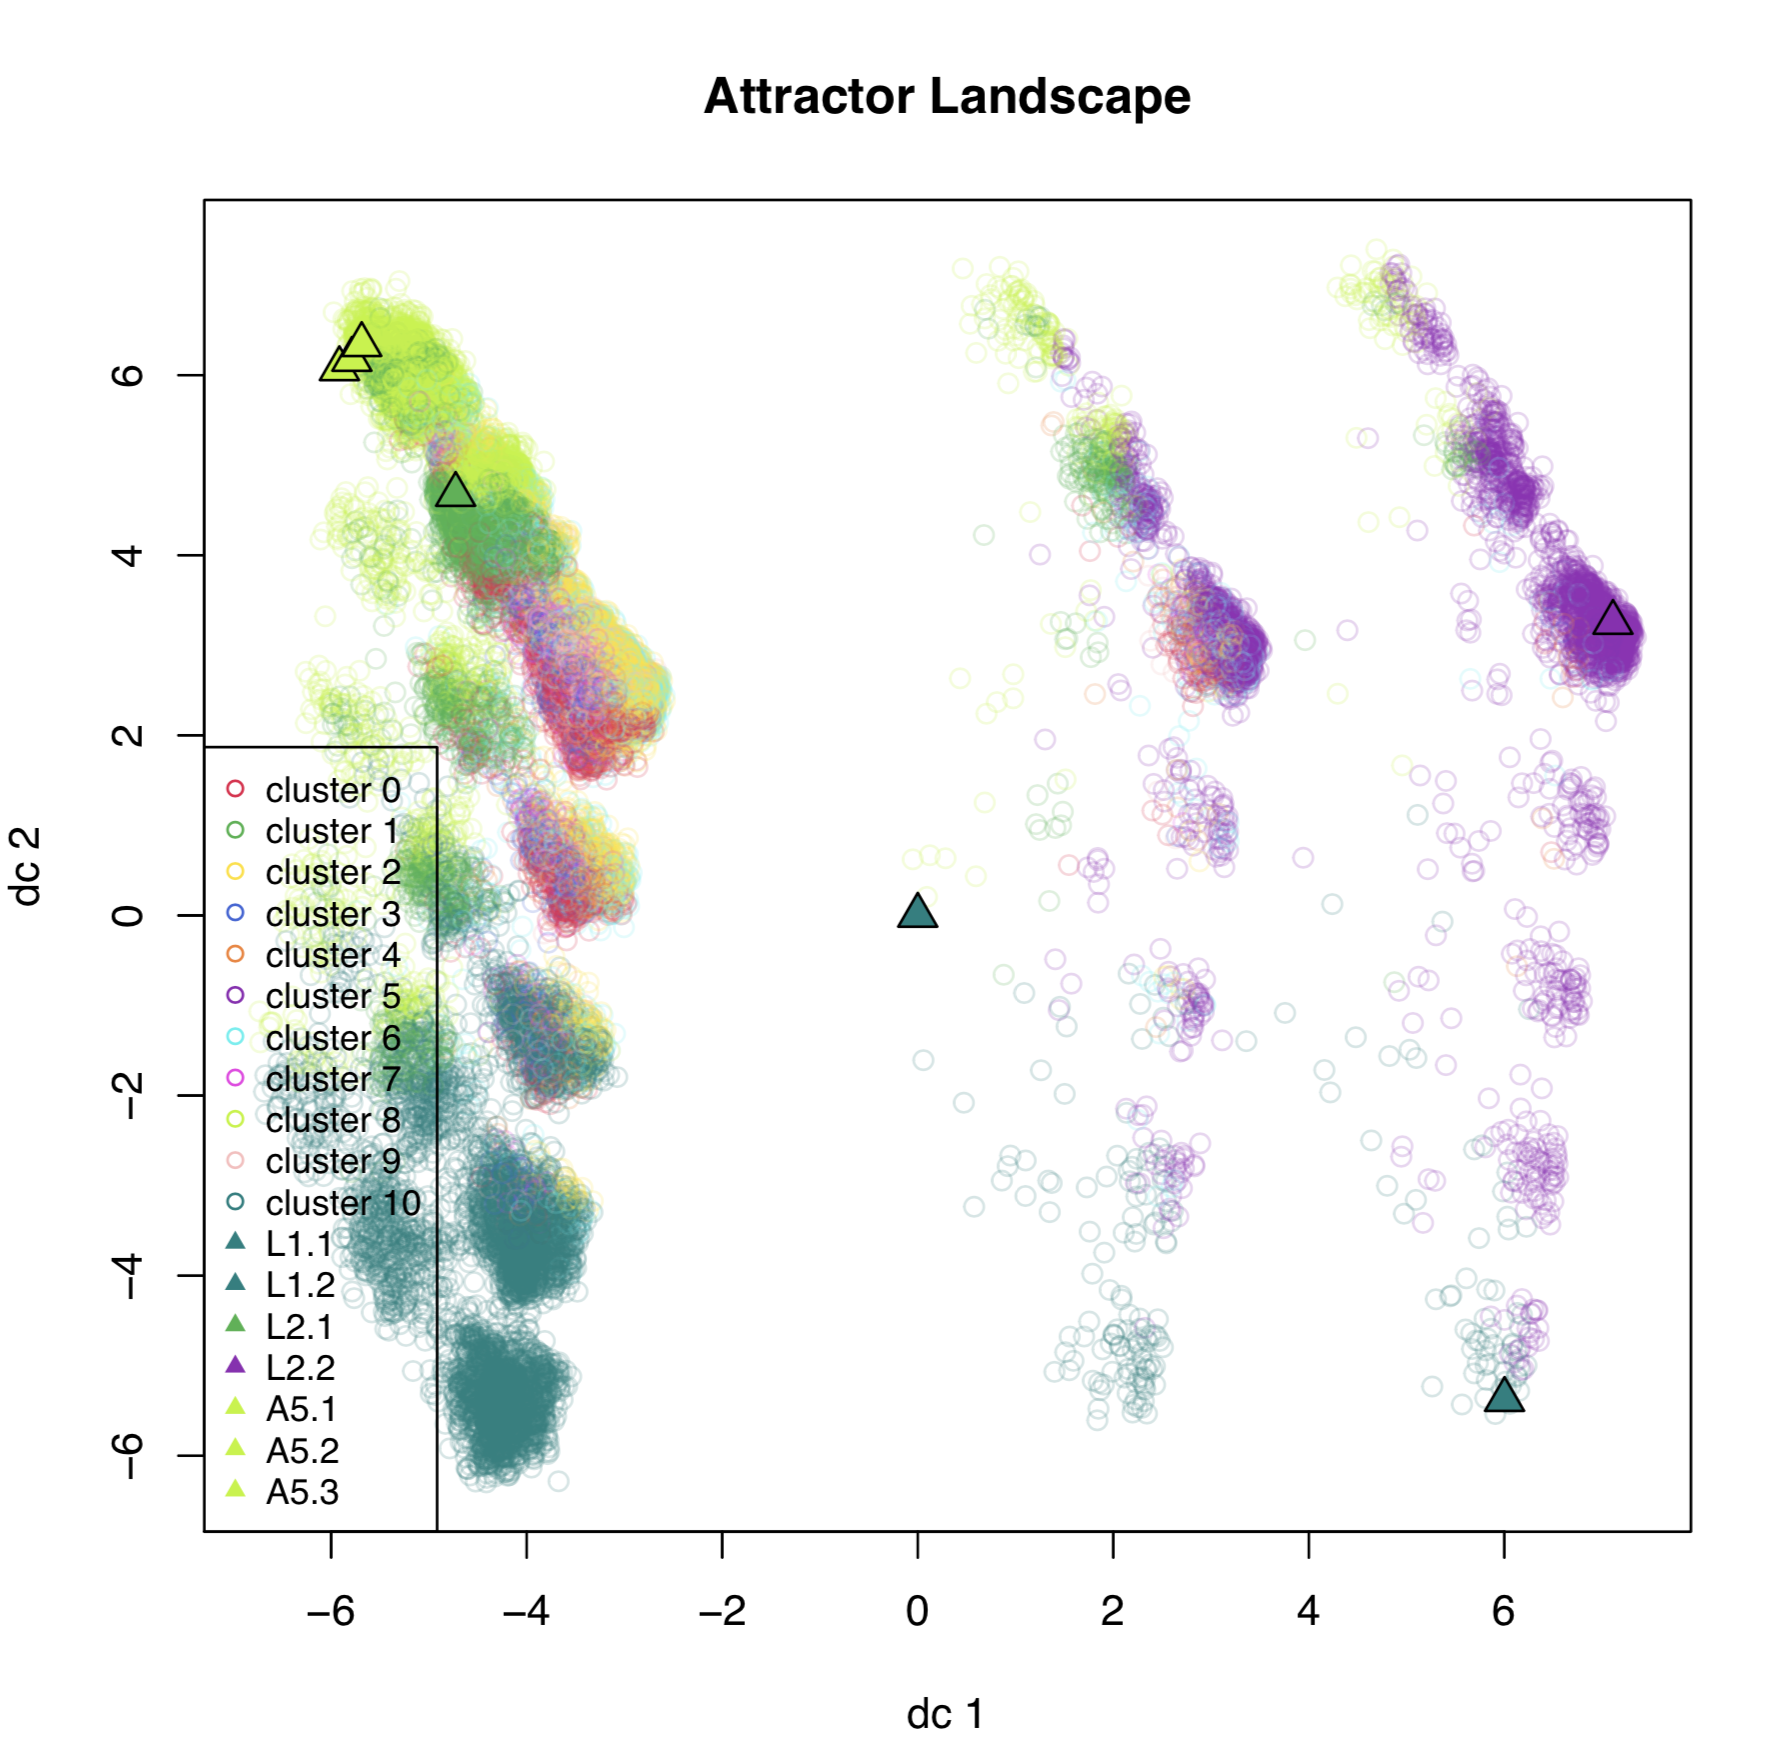 Attractor Landscape
dc 2
6
4
2
0
−2
−4
−6
cluster 0
cluster 1
cluster 2
cluster 3
cluster 4
cluster 5
cluster 6
cluster 7
cluster 8
cluster 9
cluster 10
L1.1
L1.2
L2.1
L2.2
A5.1
A5.2
A5.3
−6 −4 −2 0 2 4 6
dc 1